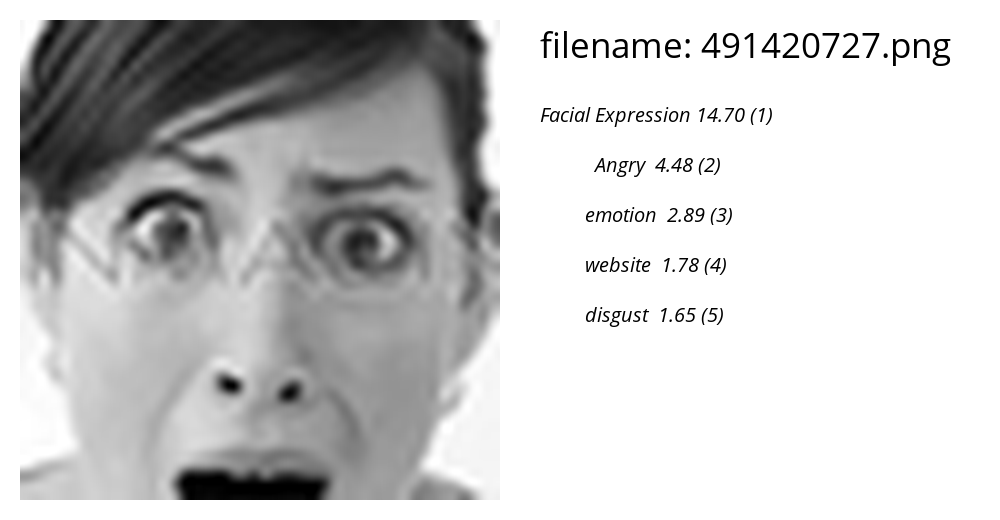 filename: 491420727.png
Facial Expression 14.70 (1)
Angry 4.48 (2)
emotion 2.89 (3)
website 1.78 (4)
disgust 1.65 (5)